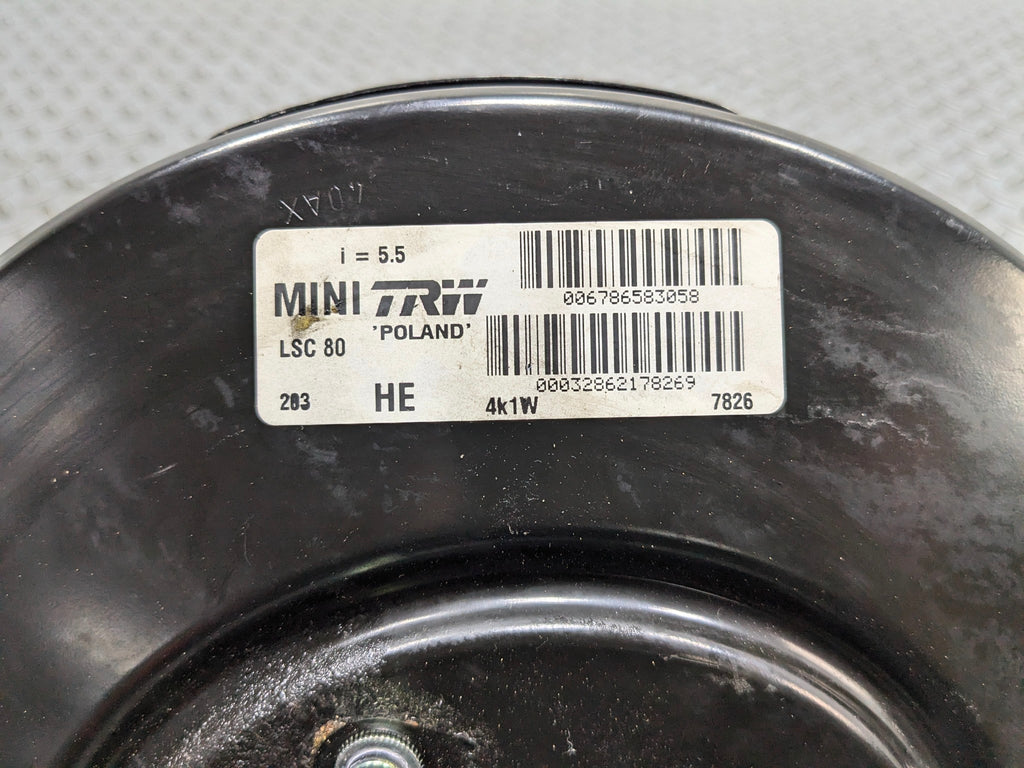 40AX
i = 5.5
MINI TRW
006786583058
'POLAND'
LSC 80
00032862178269
203 HE 4k1W 7826